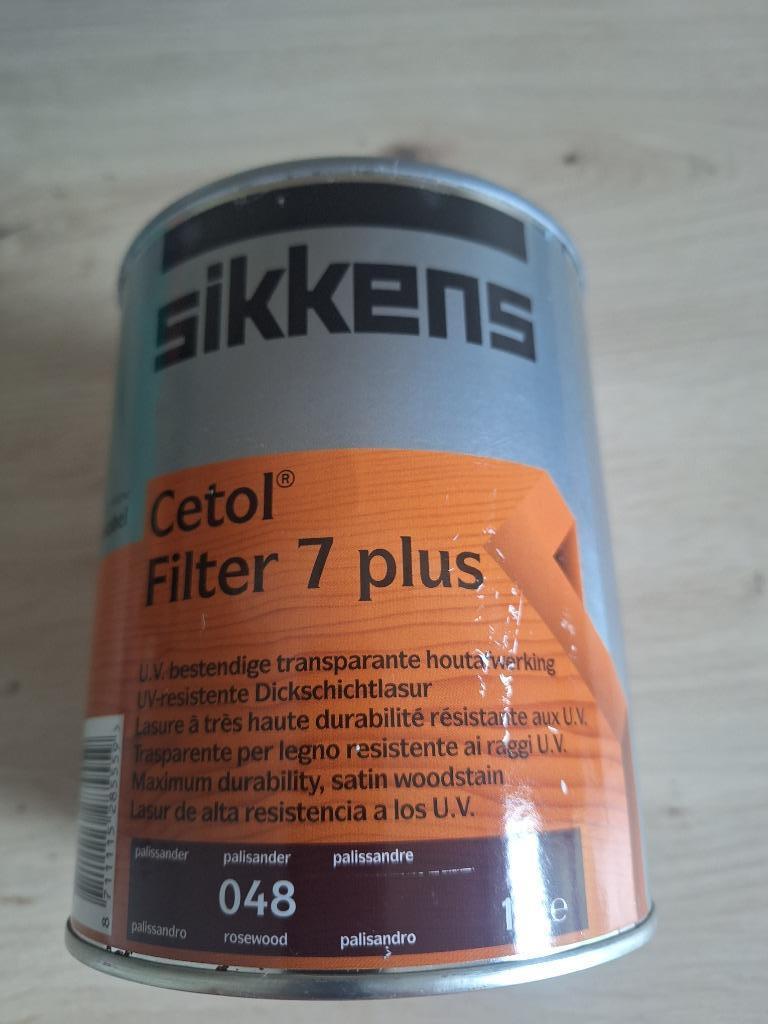 sikkens
Cetol®
Filter 7 plus
U.V. bestendige transparante houtafwerking
UV-resistente Dickschichtlasur
Lasure à très haute durabilité résistante aux U.V.
Trasparente per legno resistente ai raggi U.V.
Maximum durability, satin woodstain
Lasur de alta resistencia a los U.V.
palissander palisander palissandre
048
palissandro rosewood palisandro